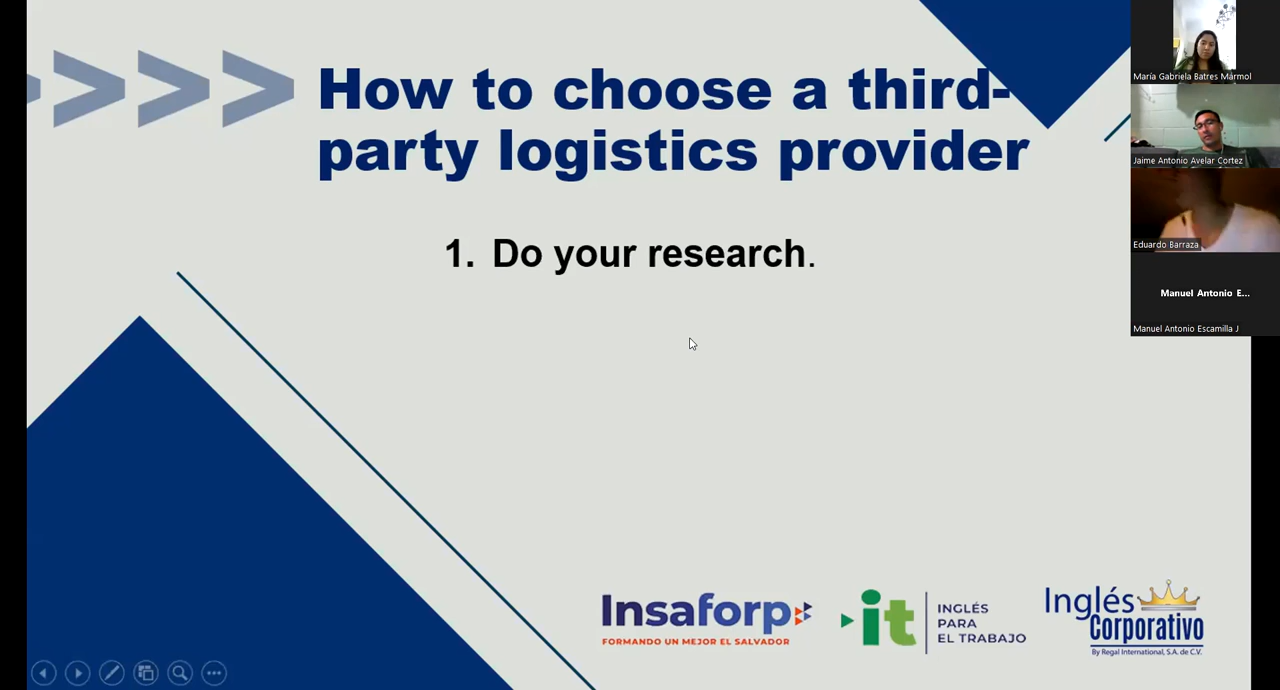 How to choose a third-
party logistics provider
1. Do your research.
María Gabriela Batres Mármol
Jaime Antonio Avelar Cortez
Eduardo Barraza
Manuel Antonio E...
Manuel Antonio Escamilla J
Insaforp
FORMANDO UN MEJOR EL SALVADOR
it
INGLÉS
PARA
EL TRABAJO
Inglés
Corporativo
By Regal International, S.A. de C.V.